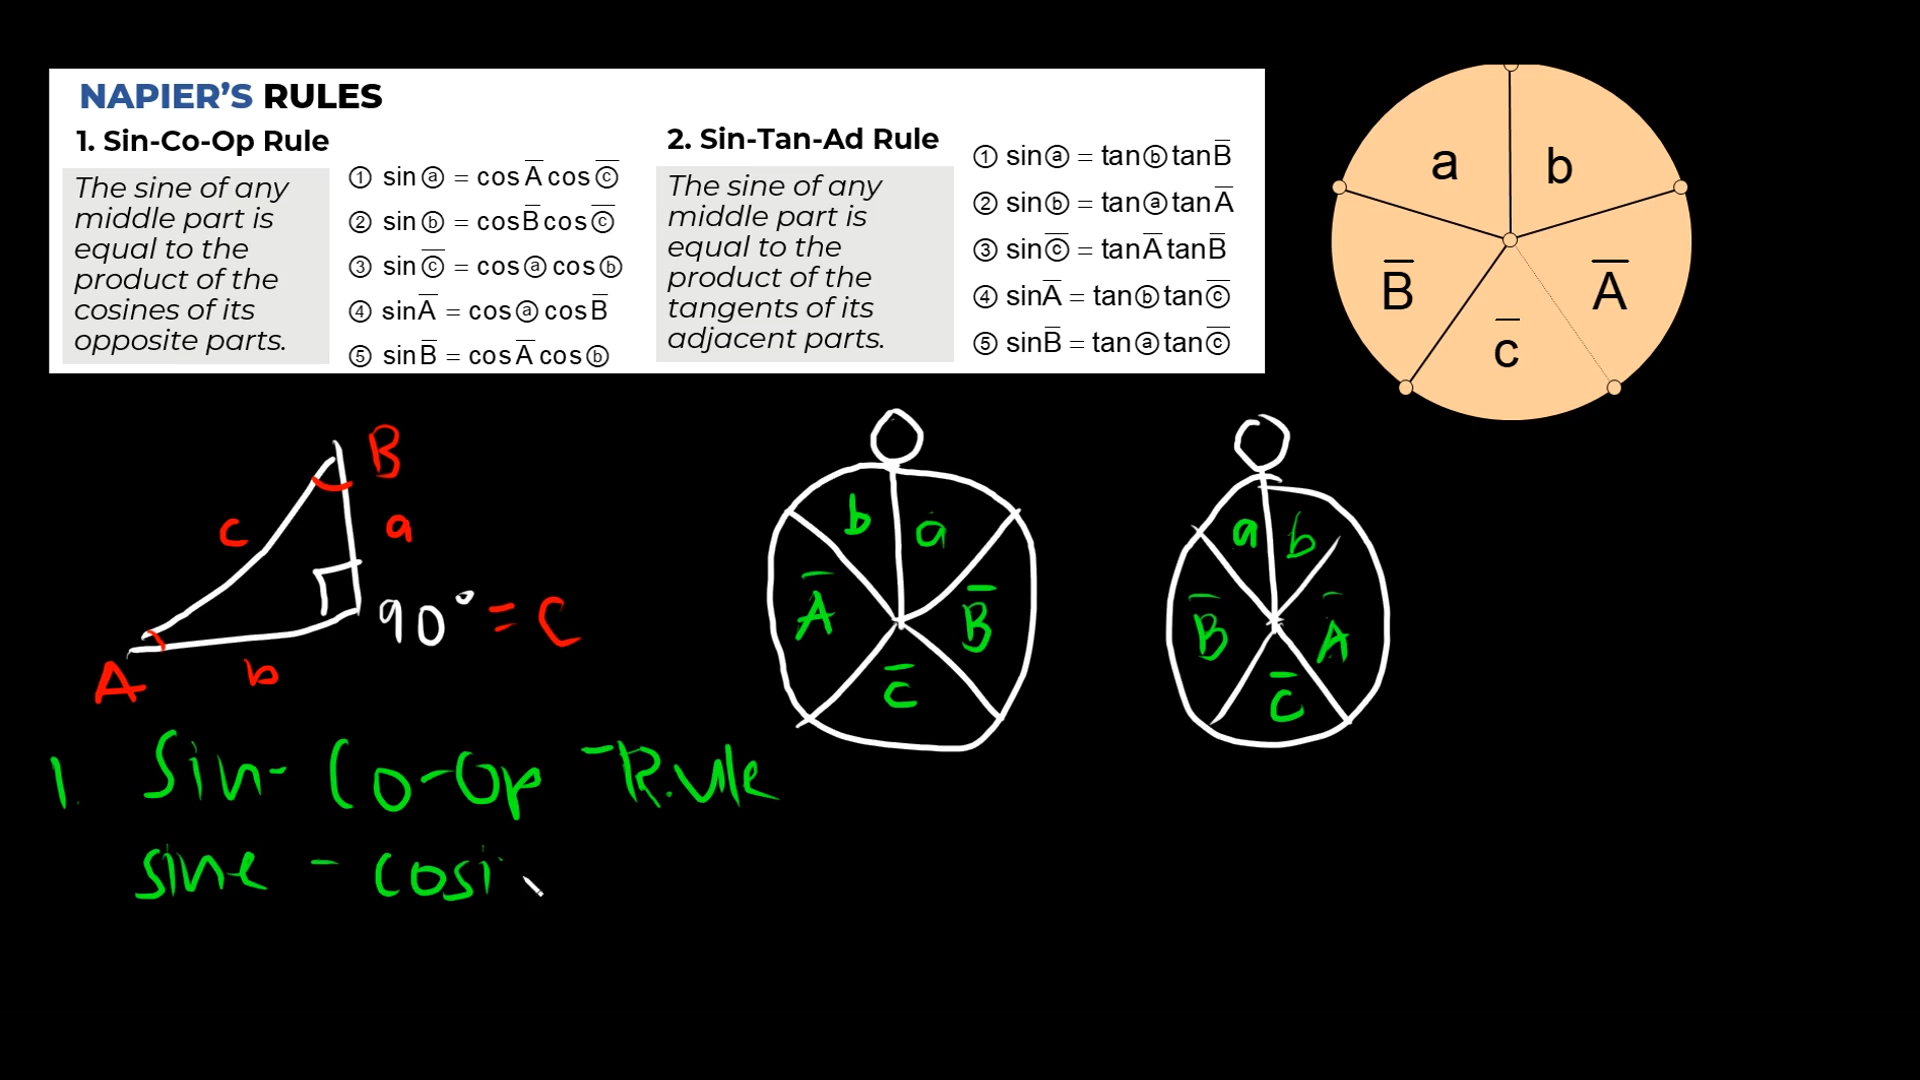 NAPIER'S RULES
1. Sin-Co-Op Rule
The sine of any
middle part is
equal to the
product of the
cosines of its
opposite parts.
① sin ⓐ = cos A̅ cos c̅
② sin ⓑ = cos B̅ cos c̅
③ sin c̅ = cos ⓐ cos ⓑ
④ sin A̅ = cos ⓐ cos B̅
⑤ sin B̅ = cos A̅ cos ⓑ
2. Sin-Tan-Ad Rule
The sine of any
middle part is
equal to the
product of the
tangents of its
adjacent parts.
① sin ⓐ = tan ⓑ tan B̅
② sin ⓑ = tan ⓐ tan A̅
③ sin c̅ = tan A̅ tan B̅
④ sin A̅ = tan ⓑ tan c̅
⑤ sin B̅ = tan ⓐ tan c̅
a b
B̅ A̅
c̅
B
c a
90° = C
A b
b a
A̅ B̅
c̅
a b
B̅ A̅
c̅
1. Sin-Co-Op-Rule
sine - cosi